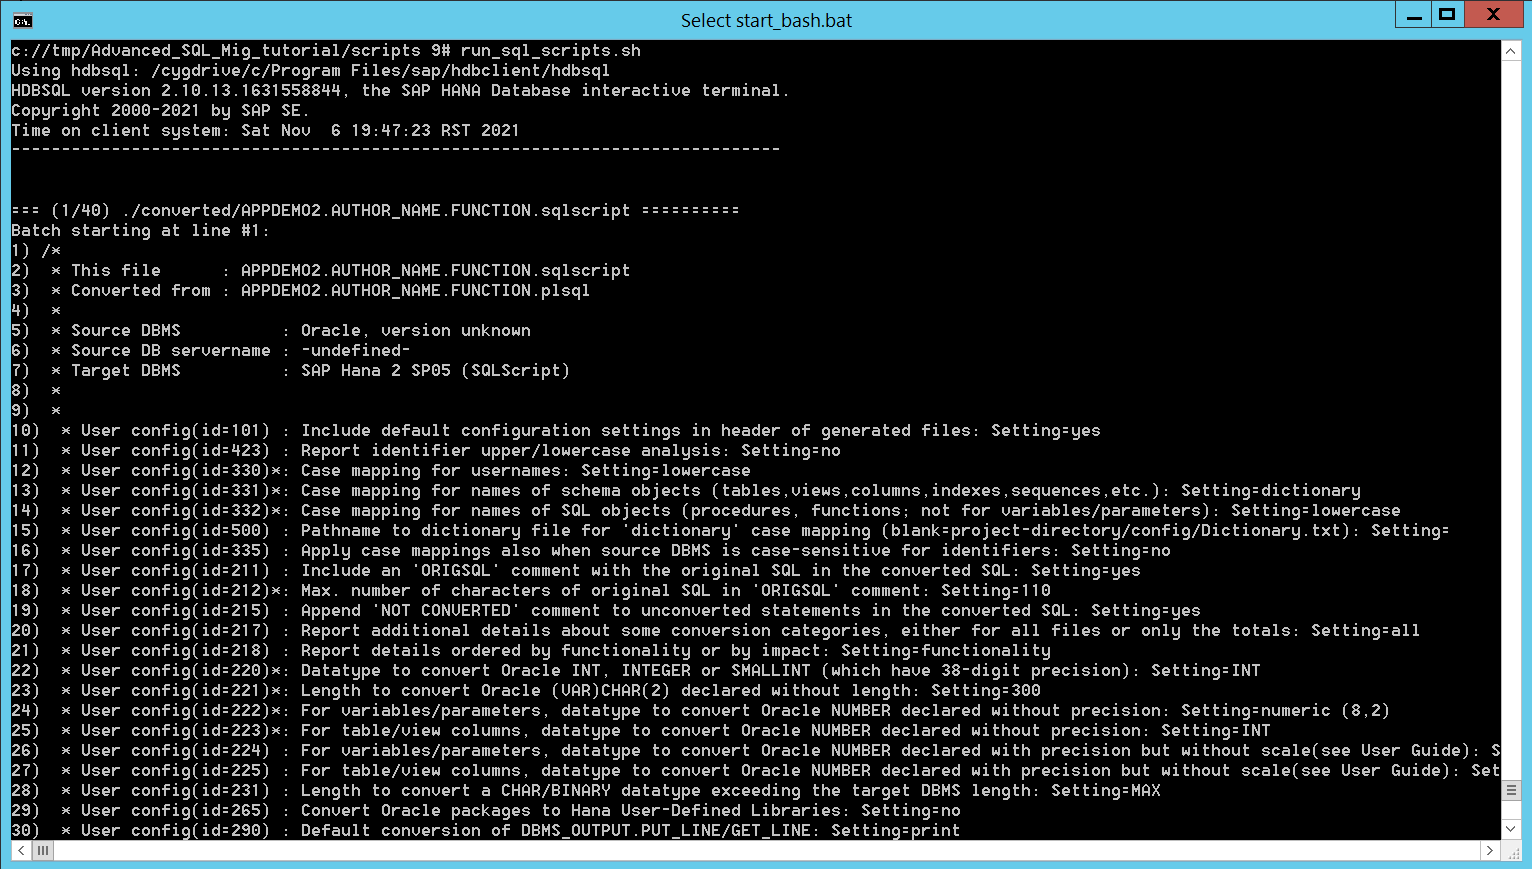 Select start_bash.bat
c://tmp/Advanced_SQL_Mig_tutorial/scripts 9# run_sql_scripts.sh
Using hdbsql: /cygdrive/c/Program Files/sap/hdbclient/hdbsql
HDBSQL version 2.10.13.1631558844, the SAP HANA Database interactive terminal.
Copyright 2000-2021 by SAP SE.
Time on client system: Sat Nov  6 19:47:23 RST 2021
-----------------------------------------------------------------------------
=== (1/40) ./converted/APPDEMO2.AUTHOR_NAME.FUNCTION.sqlscript ==========
Batch starting at line #1:
1) /*
2)  * This file      : APPDEMO2.AUTHOR_NAME.FUNCTION.sqlscript
3)  * Converted from : APPDEMO2.AUTHOR_NAME.FUNCTION.plsql
4)  *
5)  * Source DBMS          : Oracle, version unknown
6)  * Source DB servername : -undefined-
7)  * Target DBMS          : SAP Hana 2 SP05 (SQLScript)
8)  *
9)  *
10)  * User config(id=101) : Include default configuration settings in header of generated files: Setting=yes
11)  * User config(id=423) : Report identifier upper/lowercase analysis: Setting=no
12)  * User config(id=330)*: Case mapping for usernames: Setting=lowercase
13)  * User config(id=331)*: Case mapping for names of schema objects (tables,views,columns,indexes,sequences,etc.): Setting=dictionary
14)  * User config(id=332)*: Case mapping for names of SQL objects (procedures, functions; not for variables/parameters): Setting=lowercase
15)  * User config(id=500) : Pathname to dictionary file for 'dictionary' case mapping (blank=project-directory/config/Dictionary.txt): Setting=
16)  * User config(id=335) : Apply case mappings also when source DBMS is case-sensitive for identifiers: Setting=no
17)  * User config(id=211) : Include an 'ORIGSQL' comment with the original SQL in the converted SQL: Setting=yes
18)  * User config(id=212)*: Max. number of characters of original SQL in 'ORIGSQL' comment: Setting=110
19)  * User config(id=215) : Append 'NOT CONVERTED' comment to unconverted statements in the converted SQL: Setting=yes
20)  * User config(id=217) : Report additional details about some conversion categories, either for all files or only the totals: Setting=all
21)  * User config(id=218) : Report details ordered by functionality or by impact: Setting=functionality
22)  * User config(id=220)*: Datatype to convert Oracle INT, INTEGER or SMALLINT (which have 38-digit precision): Setting=INT
23)  * User config(id=221)*: Length to convert Oracle (VAR)CHAR(2) declared without length: Setting=300
24)  * User config(id=222)*: For variables/parameters, datatype to convert Oracle NUMBER declared without precision: Setting=numeric (8,2)
25)  * User config(id=223)*: For table/view columns, datatype to convert Oracle NUMBER declared without precision: Setting=INT
26)  * User config(id=224) : For variables/parameters, datatype to convert Oracle NUMBER declared with precision but without scale(see User Guide): S
27)  * User config(id=225) : For table/view columns, datatype to convert Oracle NUMBER declared with precision but without scale(see User Guide): Set
28)  * User config(id=231) : Length to convert a CHAR/BINARY datatype exceeding the target DBMS length: Setting=MAX
29)  * User config(id=265) : Convert Oracle packages to Hana User-Defined Libraries: Setting=no
30)  * User config(id=290) : Default conversion of DBMS_OUTPUT.PUT_LINE/GET_LINE: Setting=print